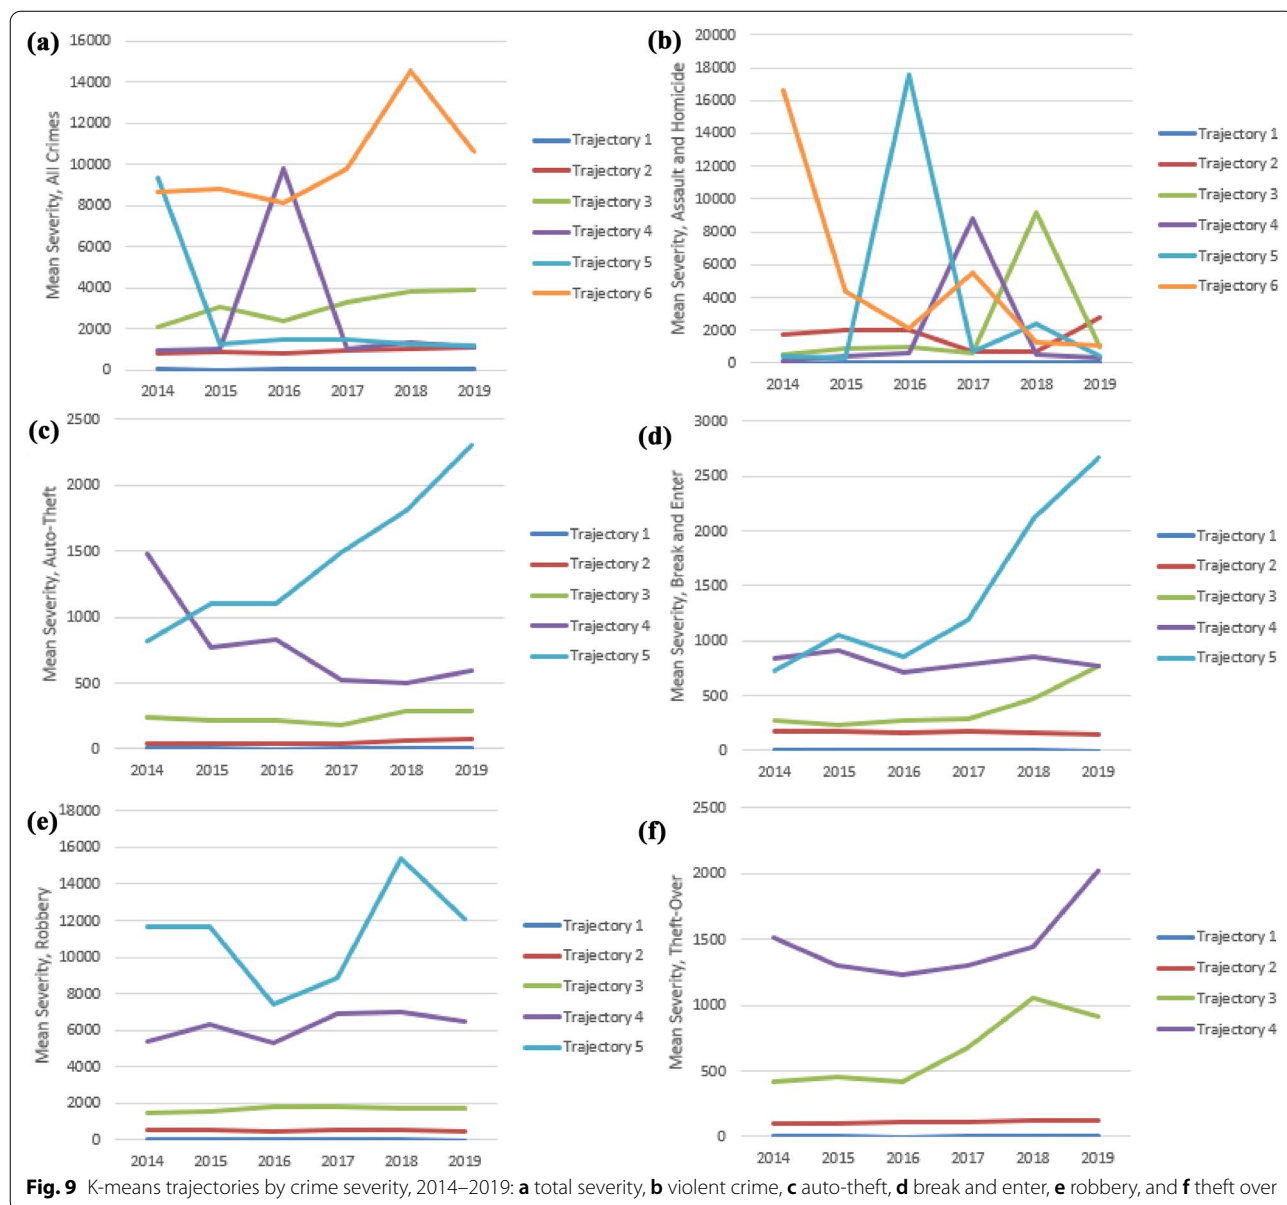 (a)
16000
14000
12000
10000
8000
6000
4000
2000
0
Mean Severity, All Crimes
2014 2015 2016 2017 2018 2019
Trajectory 1
Trajectory 2
Trajectory 3
Trajectory 4
Trajectory 5
Trajectory 6
(b)
20000
18000
16000
14000
12000
10000
8000
6000
4000
2000
0
Mean Severity, Assault and Homicide
2014 2015 2016 2017 2018 2019
Trajectory 1
Trajectory 2
Trajectory 3
Trajectory 4
Trajectory 5
Trajectory 6
(c)
2500
2000
1500
1000
500
0
Mean Severity, Auto-Theft
2014 2015 2016 2017 2018 2019
Trajectory 1
Trajectory 2
Trajectory 3
Trajectory 4
Trajectory 5
(d)
3000
2500
2000
1500
1000
500
0
Mean Severity, Break and Enter
2014 2015 2016 2017 2018 2019
Trajectory 1
Trajectory 2
Trajectory 3
Trajectory 4
Trajectory 5
(e)
18000
16000
14000
12000
10000
8000
6000
4000
2000
0
Mean Severity, Robbery
2014 2015 2016 2017 2018 2019
Trajectory 1
Trajectory 2
Trajectory 3
Trajectory 4
Trajectory 5
(f)
2500
2000
1500
1000
500
0
Mean Severity, Theft-Over
2014 2015 2016 2017 2018 2019
Trajectory 1
Trajectory 2
Trajectory 3
Trajectory 4
Fig. 9 K-means trajectories by crime severity, 2014–2019: a total severity, b violent crime, c auto-theft, d break and enter, e robbery, and f theft over